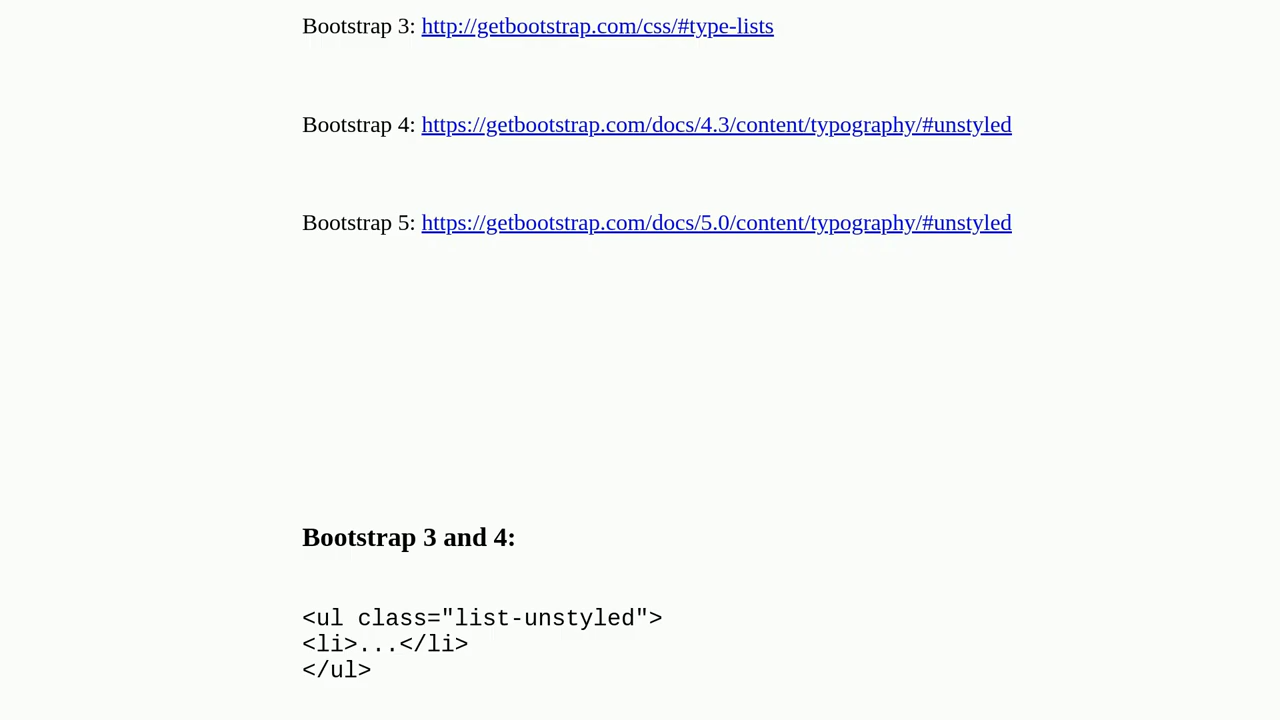 Bootstrap 3: http://getbootstrap.com/css/#type-lists
Bootstrap 4: https://getbootstrap.com/docs/4.3/content/typography/#unstyled
Bootstrap 5: https://getbootstrap.com/docs/5.0/content/typography/#unstyled
Bootstrap 3 and 4:
<ul class="list-unstyled">
<li>...</li>
</ul>